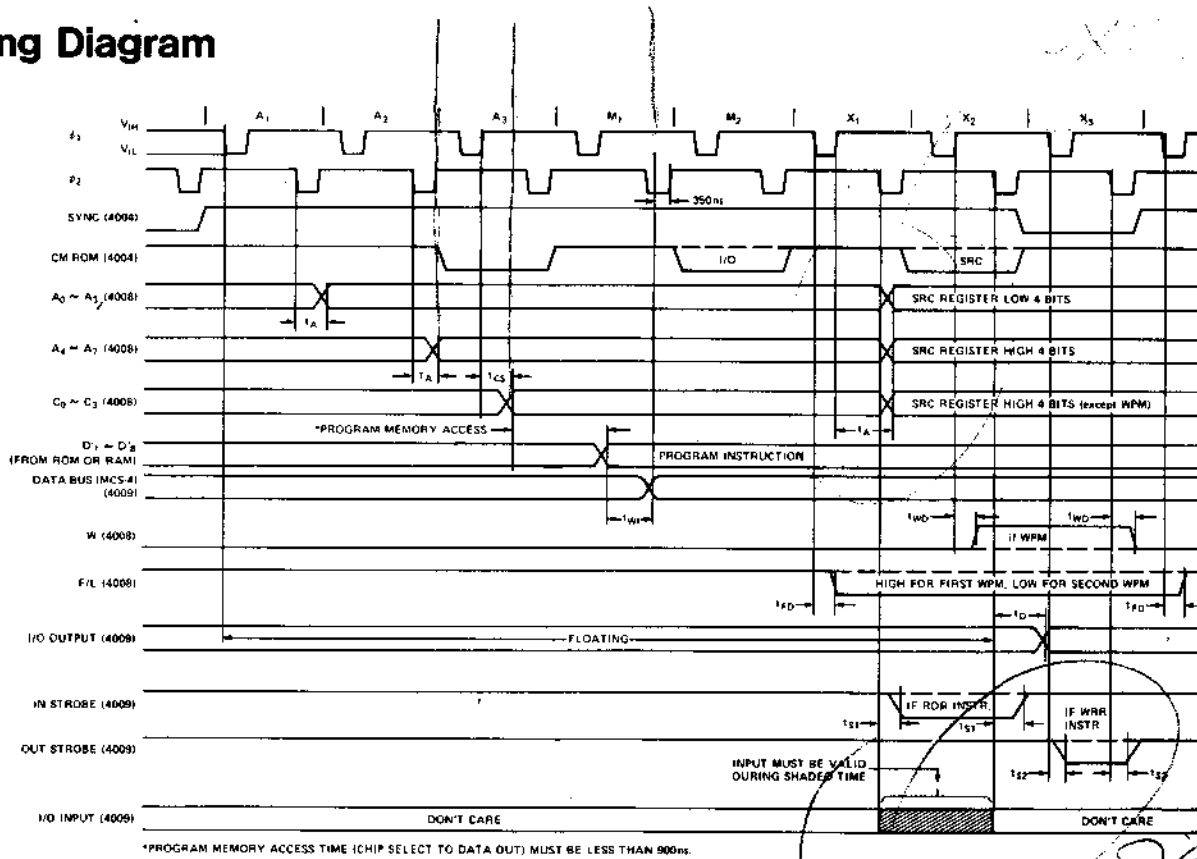 ng Diagram
A1 A2 A3 M1 M2 X1 X2 X3
ϕ1 VIH
VIL
ϕ2
350ns
SYNC (4004)
CM ROM (4004) I/O SRC
A0 ~ A3 (4008) SRC REGISTER LOW 4 BITS
tA
A4 ~ A7 (4008) SRC REGISTER HIGH 4 BITS
tA tCS
C0 ~ C3 (4008) SRC REGISTER HIGH 4 BITS (except WPM)
*PROGRAM MEMORY ACCESS tA
D'1 ~ D'8
(FROM ROM OR RAM) PROGRAM INSTRUCTION
DATA BUS (MCS-4)
(4009)
tWD tWD
W (4008) IF WPM
F/L (4008) HIGH FOR FIRST WPM, LOW FOR SECOND WPM
tFD tD tFD
I/O OUTPUT (4009) FLOATING
IN STROBE (4009) IF RDR INSTR.
tS1 tS1
IF WRR
INSTR
OUT STROBE (4009)
tS2 tS2
INPUT MUST BE VALID
DURING SHADED TIME
I/O INPUT (4009) DON'T CARE DON'T CARE
*PROGRAM MEMORY ACCESS TIME (CHIP SELECT TO DATA OUT) MUST BE LESS THAN 900ns.